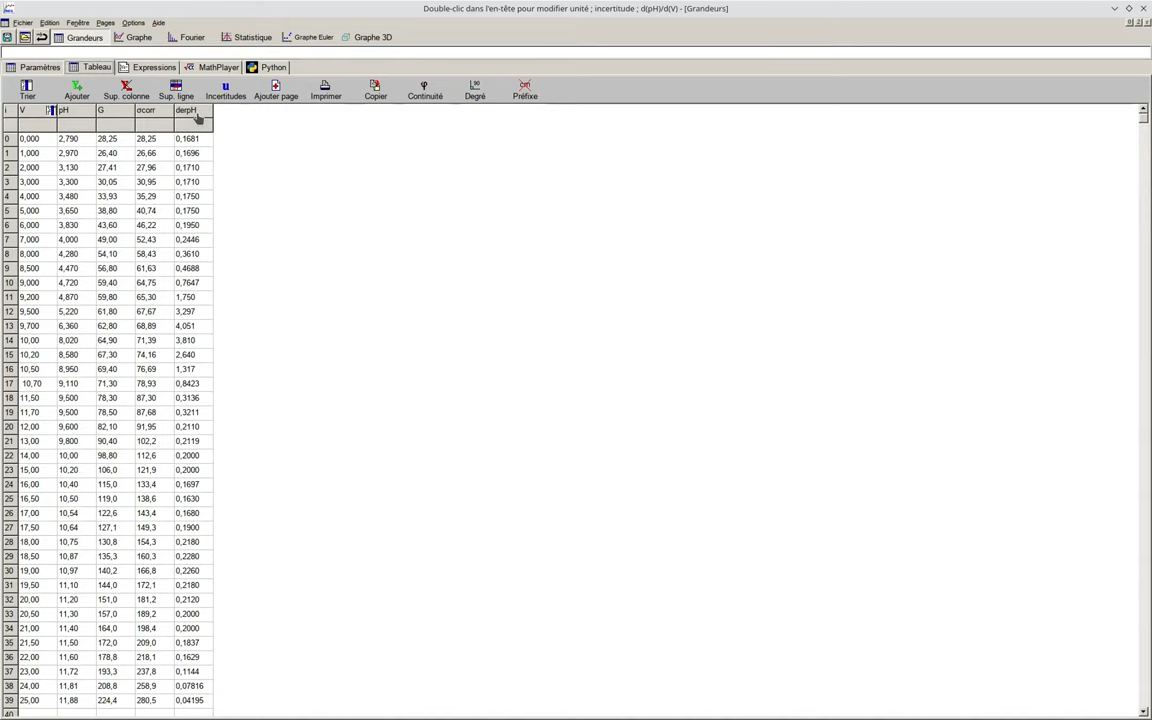 Double-clic dans l'en-tête pour modifier unité ; incertitude ; d(pH)/d(V) - [Grandeurs]
Fichier Edition Fenêtre Pages Options Aide
Grandeurs Graphe Fourier Statistique Graphe Euler Graphe 3D
Paramètres Tableau Expressions MathPlayer Python
Trier Ajouter Sup. colonne Sup. ligne Incertitudes Ajouter page Imprimer Copier Continuité Degré Préfixe
i V pH G σcorr derpH
0 0,000 2,790 28,25 28,25 0,1681
1 1,000 2,970 26,40 26,66 0,1696
2 2,000 3,130 27,41 27,96 0,1710
3 3,000 3,300 30,05 30,95 0,1710
4 4,000 3,480 33,93 35,29 0,1750
5 5,000 3,650 38,80 40,74 0,1750
6 6,000 3,830 43,60 46,22 0,1950
7 7,000 4,000 49,00 52,43 0,2446
8 8,000 4,280 54,10 58,43 0,3610
9 8,500 4,470 56,80 61,63 0,4688
10 9,000 4,720 59,40 64,75 0,7647
11 9,200 4,870 59,80 65,30 1,750
12 9,500 5,220 61,80 67,67 3,297
13 9,700 6,360 62,80 68,89 4,051
14 10,00 8,020 64,90 71,39 3,810
15 10,20 8,580 67,30 74,16 2,640
16 10,50 8,950 69,40 76,69 1,317
17 10,70 9,110 71,30 78,93 0,8423
18 11,50 9,500 78,30 87,30 0,3136
19 11,70 9,500 78,50 87,68 0,3211
20 12,00 9,600 82,10 91,95 0,2110
21 13,00 9,800 90,40 102,2 0,2119
22 14,00 10,00 98,80 112,6 0,2000
23 15,00 10,20 106,0 121,9 0,2000
24 16,00 10,40 115,0 133,4 0,1697
25 16,50 10,50 119,0 138,6 0,1630
26 17,00 10,54 122,6 143,4 0,1680
27 17,50 10,64 127,1 149,3 0,1900
28 18,00 10,75 130,8 154,3 0,2180
29 18,50 10,87 135,3 160,3 0,2280
30 19,00 10,97 140,2 166,8 0,2260
31 19,50 11,10 144,0 172,1 0,2180
32 20,00 11,20 151,0 181,2 0,2120
33 20,50 11,30 157,0 189,2 0,2000
34 21,00 11,40 164,0 198,4 0,2000
35 21,50 11,50 172,0 209,0 0,1837
36 22,00 11,60 178,8 218,1 0,1629
37 23,00 11,72 193,3 237,8 0,1144
38 24,00 11,81 208,8 258,9 0,07816
39 25,00 11,88 224,4 280,5 0,04195
40